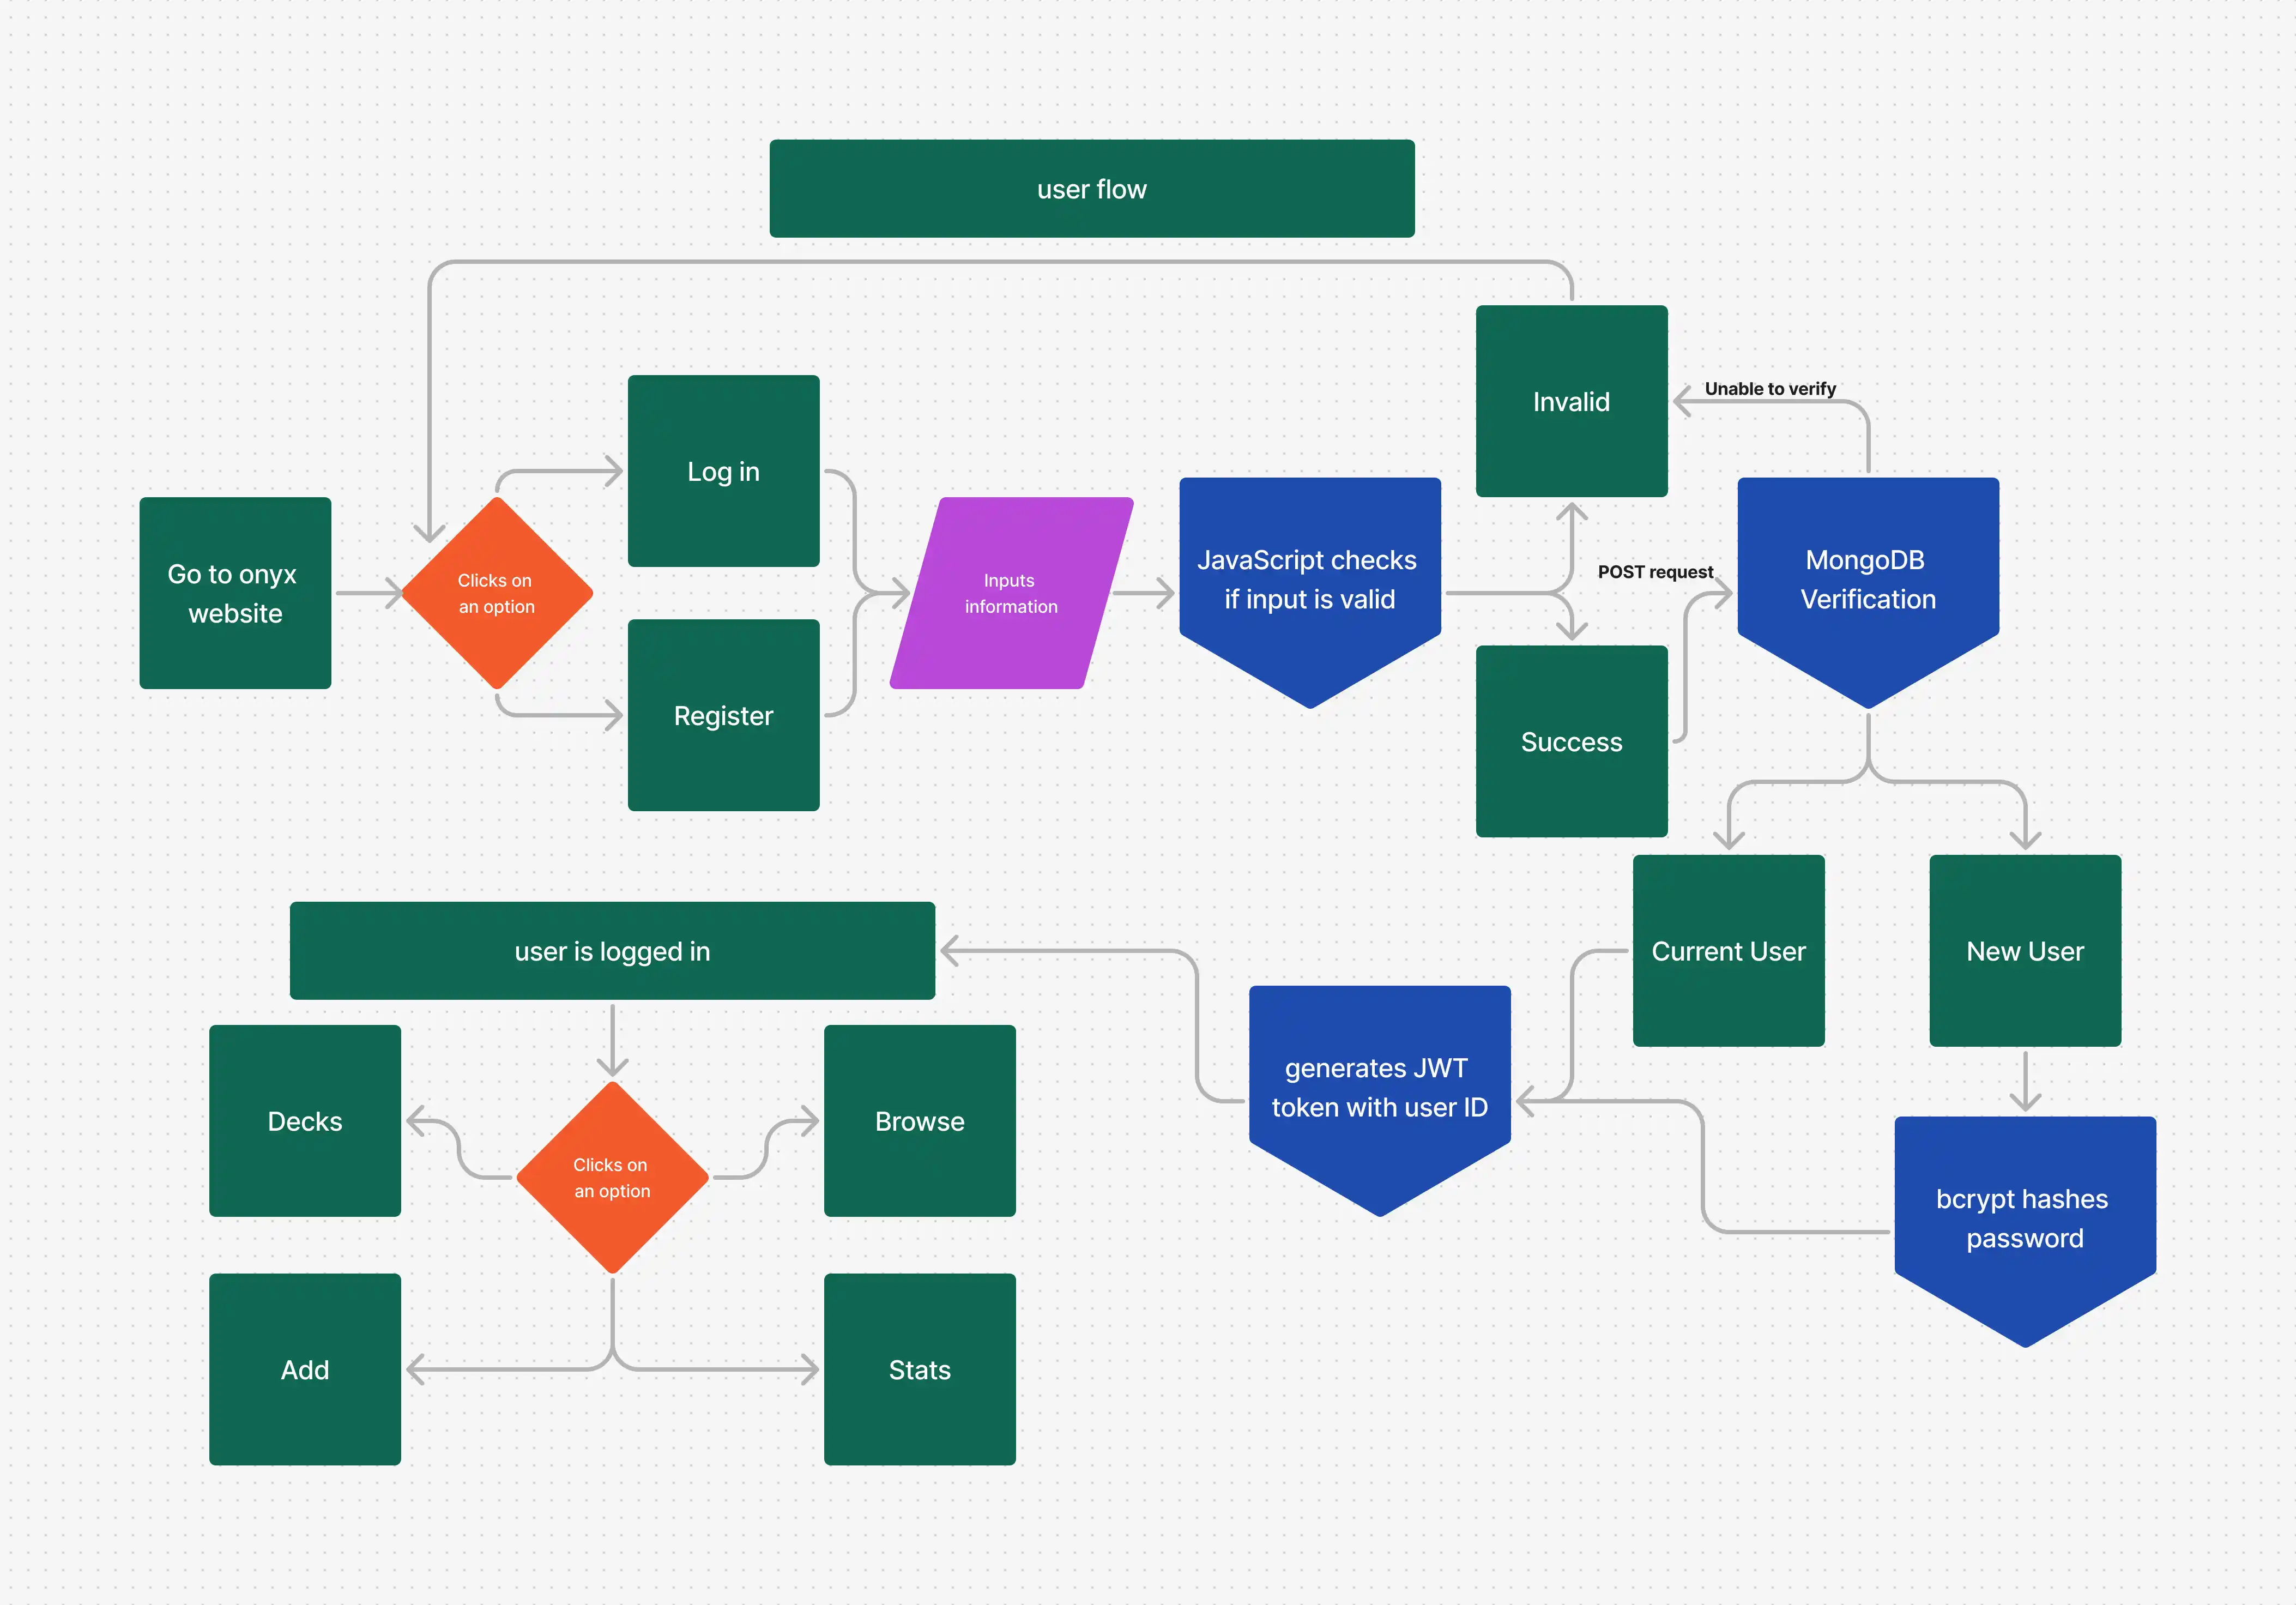 user flow
Go to onyx
website
Clicks on
an option
Log in
Register
Inputs
information
JavaScript checks
if input is valid
Invalid
Success
Unable to verify
POST request
MongoDB
Verification
Current User
New User
bcrypt hashes
password
generates JWT
token with user ID
user is logged in
Clicks on
an option
Decks
Browse
Add
Stats